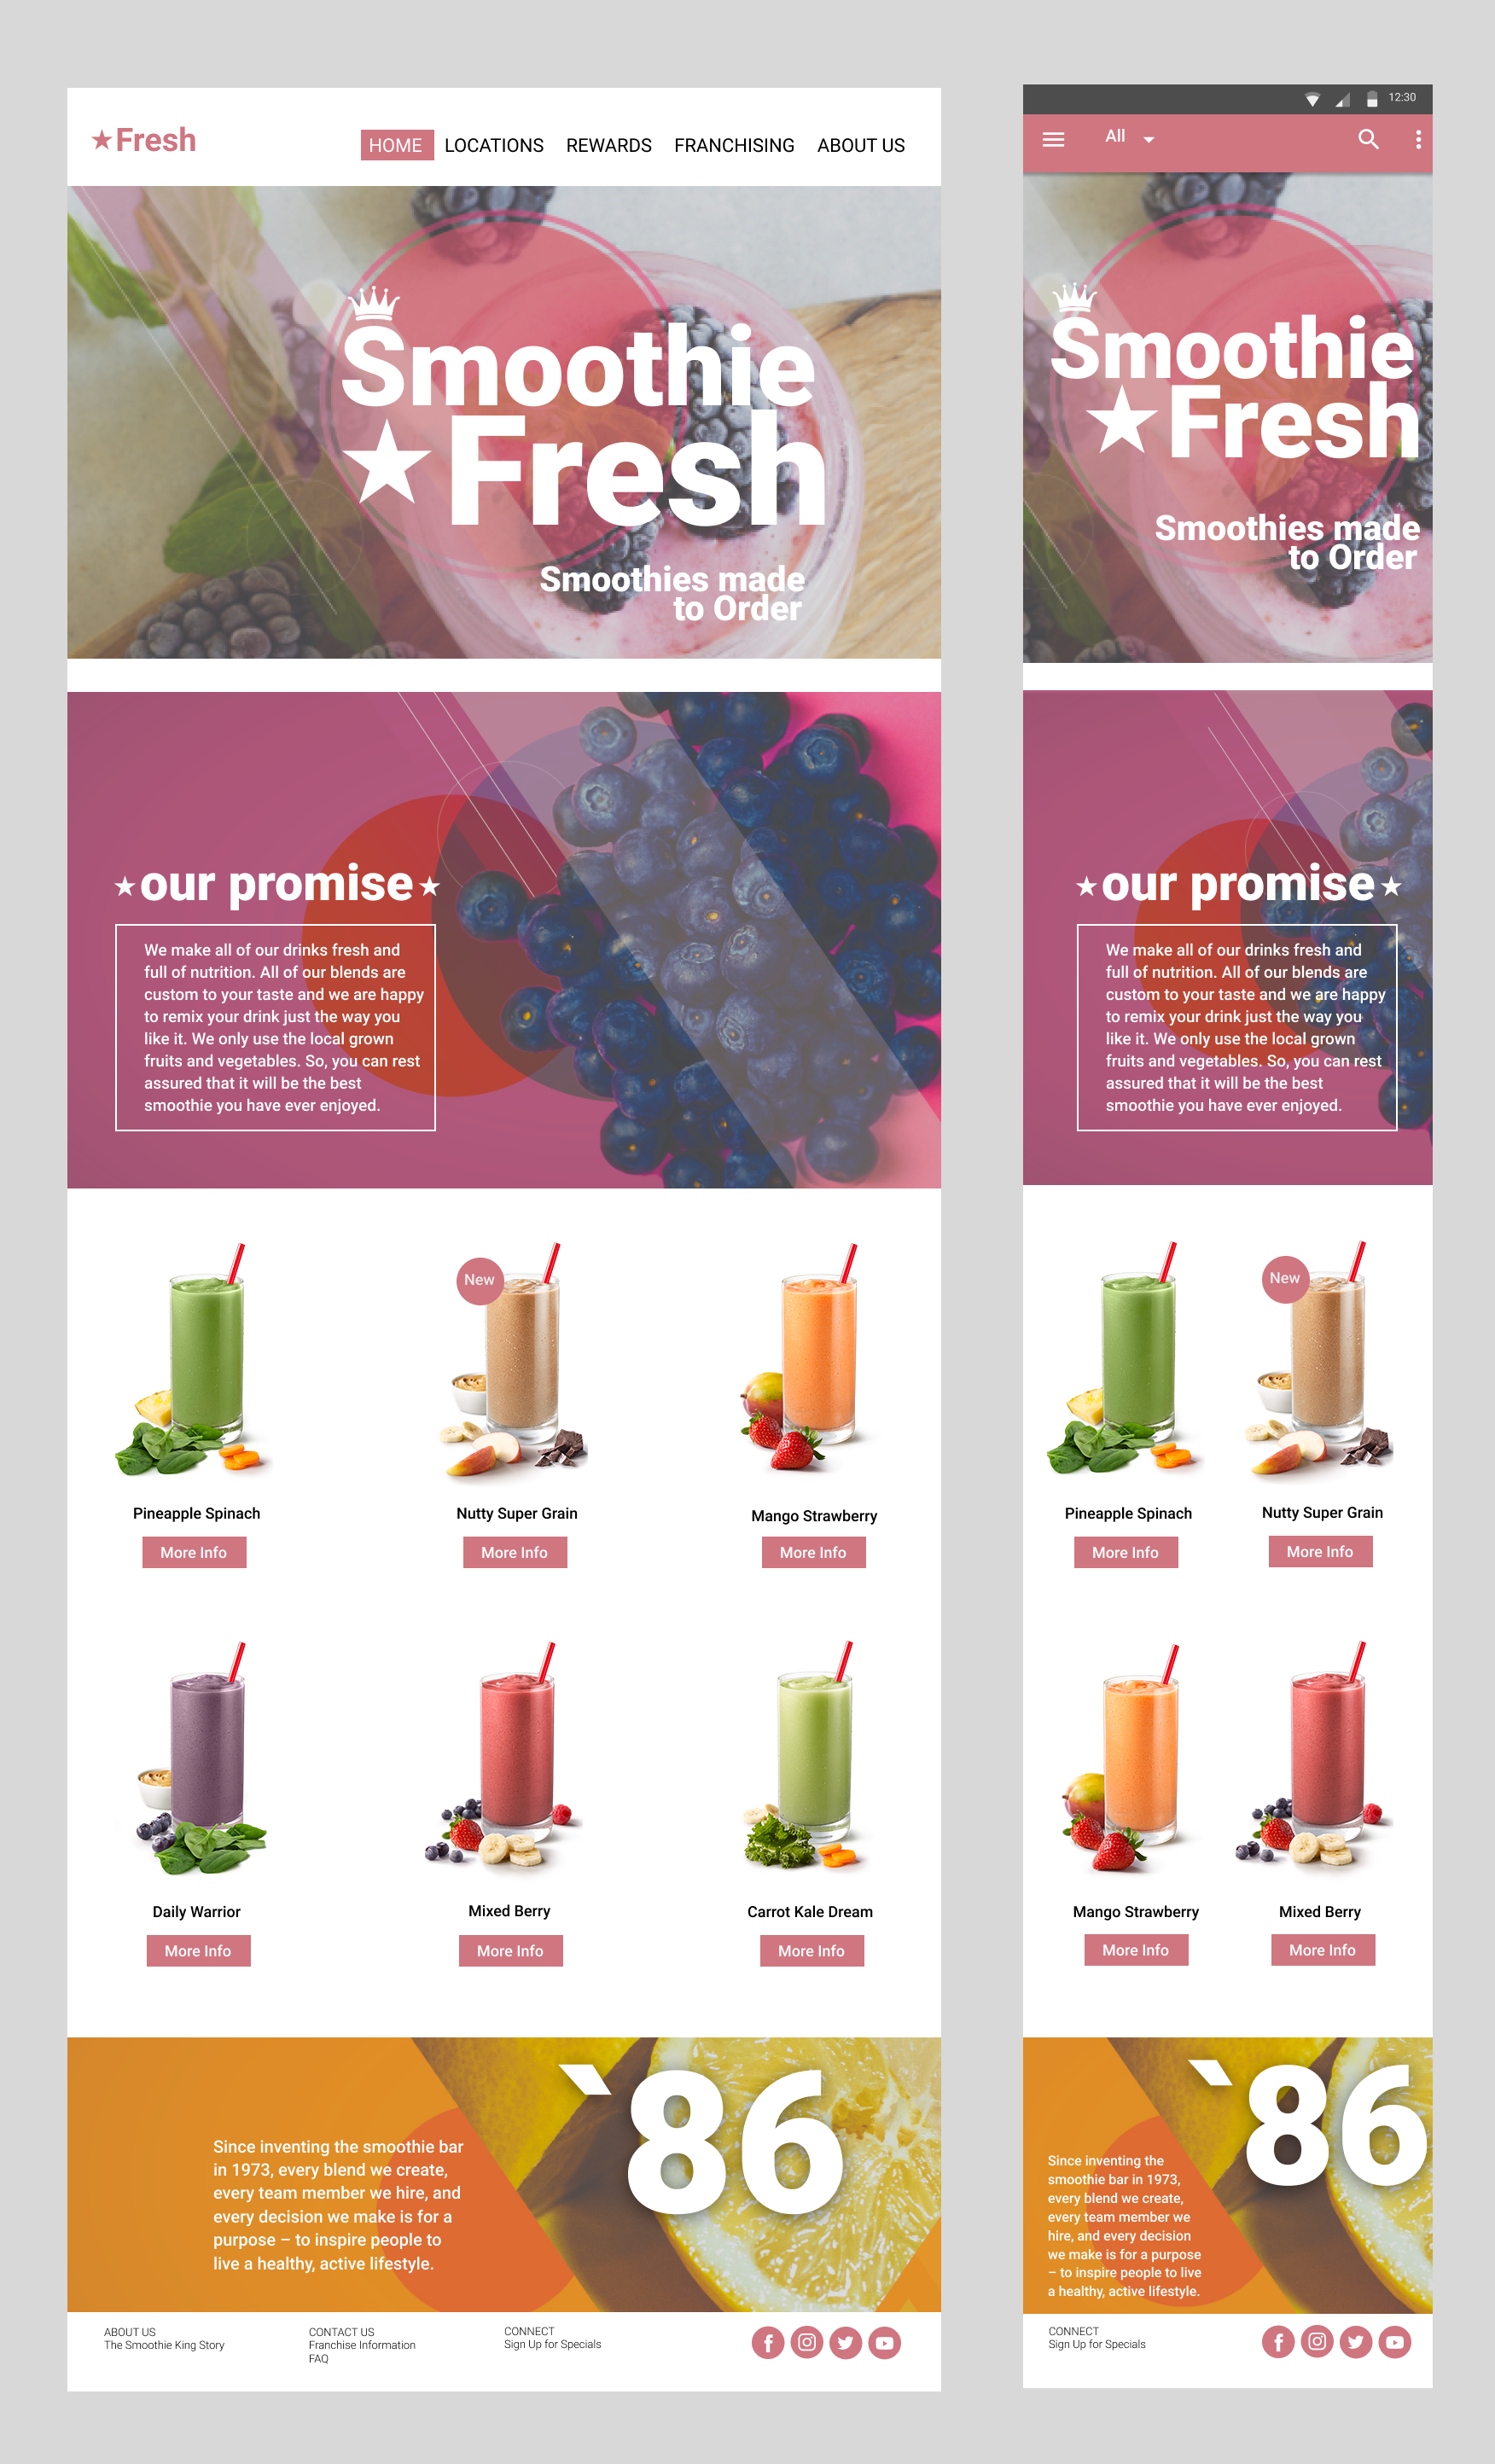 ★Fresh
HOME LOCATIONS REWARDS FRANCHISING ABOUT US
Smoothie
★Fresh
Smoothies made
to Order
★our promise★
We make all of our drinks fresh and
full of nutrition. All of our blends are
custom to your taste and we are happy
to remix your drink just the way you
like it. We only use the local grown
fruits and vegetables. So, you can rest
assured that it will be the best
smoothie you have ever enjoyed.
New
Pineapple Spinach
More Info
Nutty Super Grain
More Info
Mango Strawberry
More Info
Daily Warrior
More Info
Mixed Berry
More Info
Carrot Kale Dream
More Info
`86
Since inventing the smoothie bar
in 1973, every blend we create,
every team member we hire, and
every decision we make is for a
purpose – to inspire people to
live a healthy, active lifestyle.
ABOUT US
The Smoothie King Story
CONTACT US
Franchise Information
FAQ
CONNECT
Sign Up for Specials
12:30
All
Smoothie
★Fresh
Smoothies made
to Order
★our promise★
We make all of our drinks fresh and
full of nutrition. All of our blends are
custom to your taste and we are happy
to remix your drink just the way you
like it. We only use the local grown
fruits and vegetables. So, you can rest
assured that it will be the best
smoothie you have ever enjoyed.
New
Pineapple Spinach
More Info
Nutty Super Grain
More Info
Mango Strawberry
More Info
Mixed Berry
More Info
`86
Since inventing the
smoothie bar in 1973,
every blend we create,
every team member we
hire, and every decision
we make is for a purpose
– to inspire people to live
a healthy, active lifestyle.
CONNECT
Sign Up for Specials